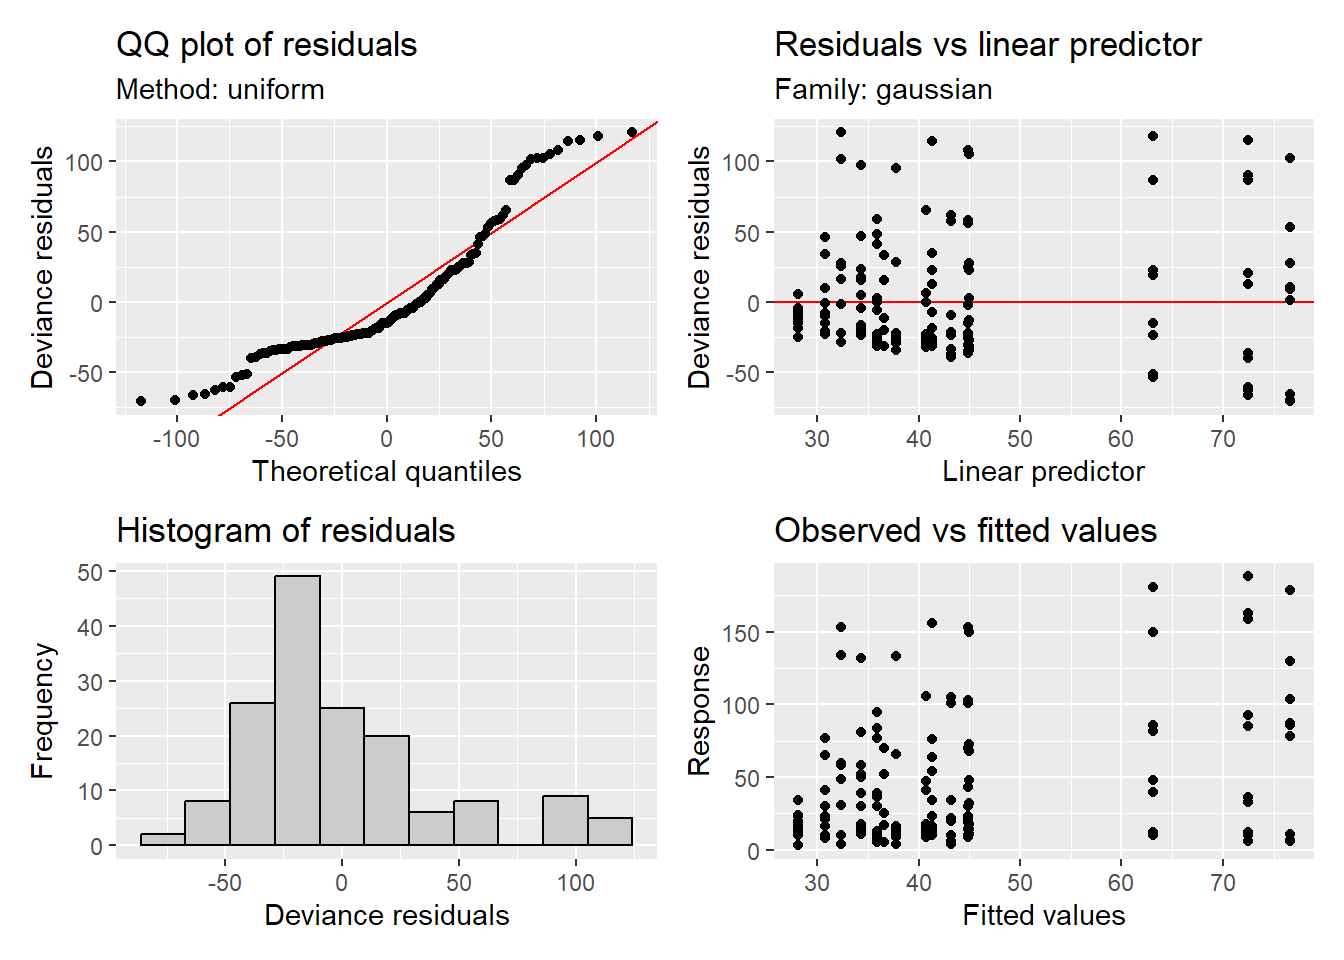 QQ plot of residuals
Method: uniform
Deviance residuals
100
50
0
-50
-100 -50 0 50 100
Theoretical quantiles
Residuals vs linear predictor
Family: gaussian
Deviance residuals
100
50
0
-50
30 40 50 60 70
Linear predictor
Histogram of residuals
Frequency
50
40
30
20
10
0
-50 0 50 100
Deviance residuals
Observed vs fitted values
Response
150
100
50
0
30 40 50 60 70
Fitted values